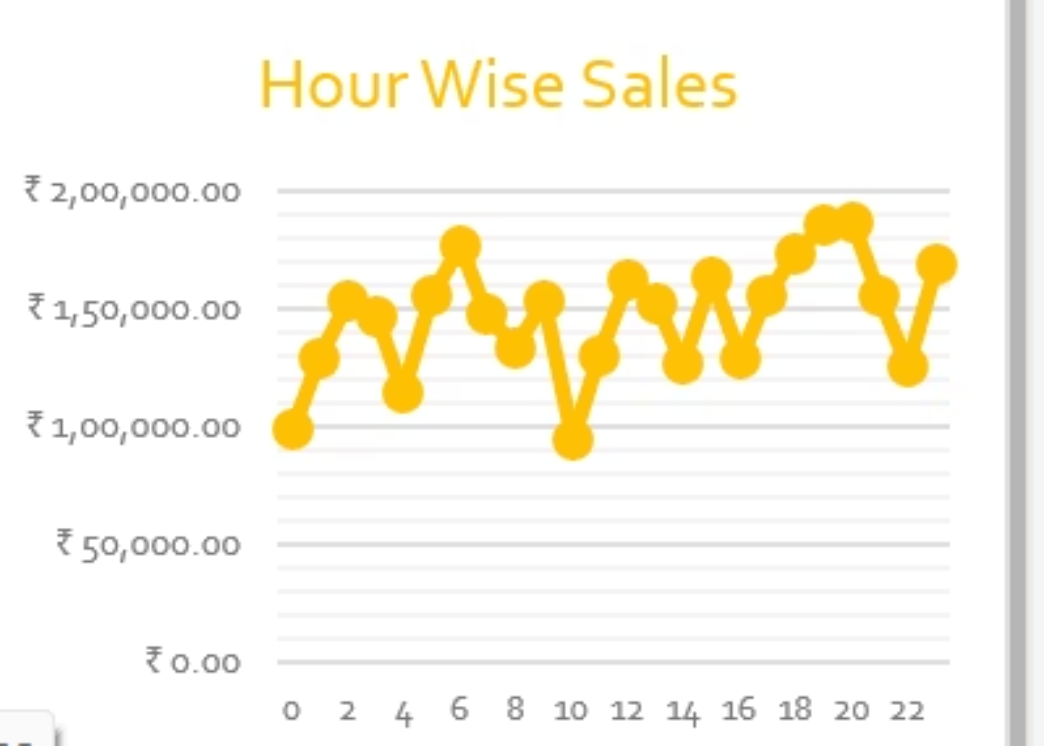 Hour Wise Sales
₹ 2,00,000.00
₹ 1,50,000.00
₹ 1,00,000.00
₹ 50,000.00
₹ 0.00
0 2 4 6 8 10 12 14 16 18 20 22